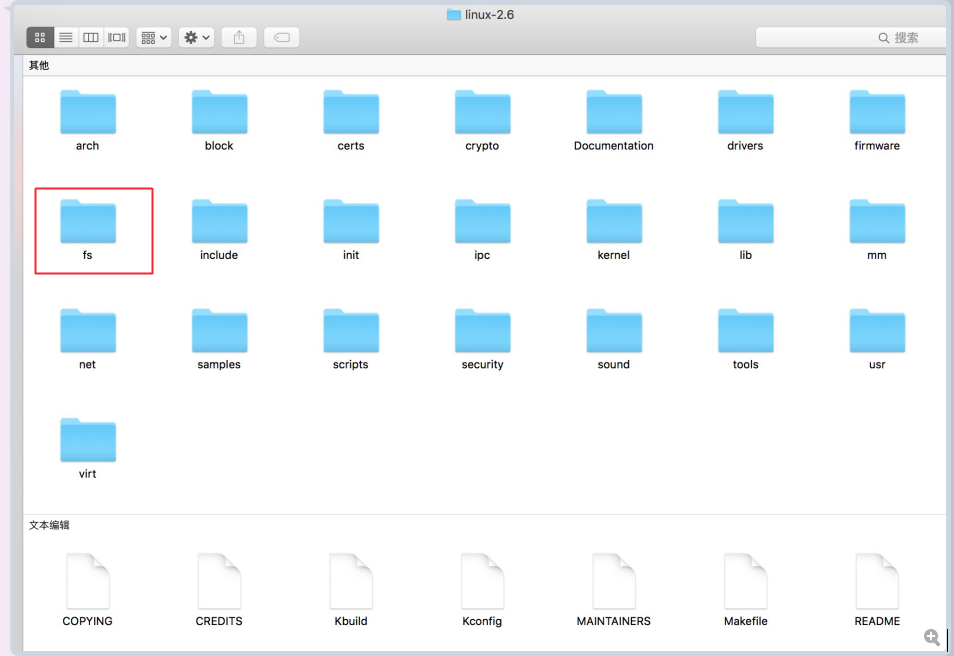 linux-2.6
搜索
其他
arch block certs crypto Documentation drivers firmware
fs include init ipc kernel lib mm
net samples scripts security sound tools usr
virt
文本编辑
COPYING CREDITS Kbuild Kconfig MAINTAINERS Makefile README